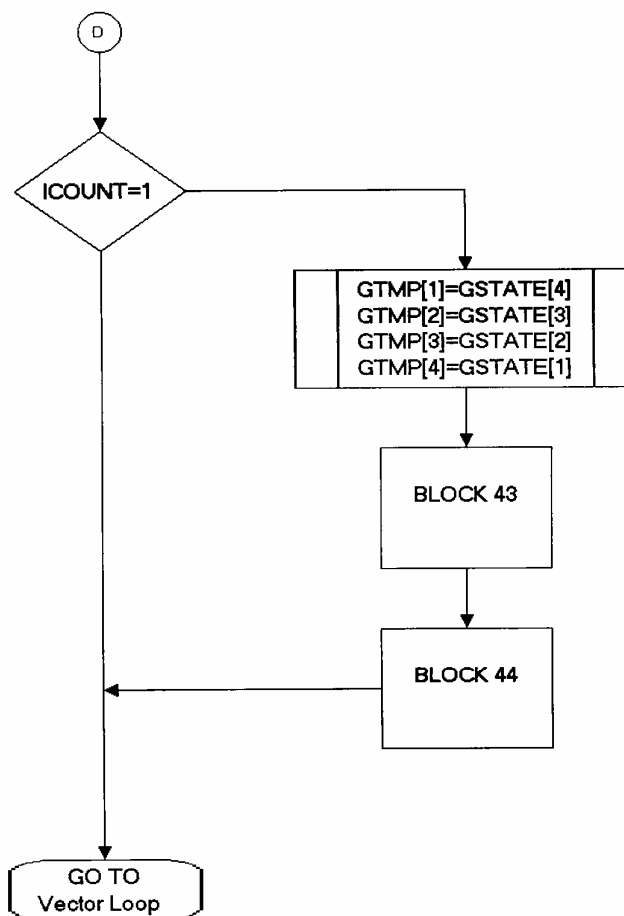 D
ICOUNT=1
GTMP[1]=GSTATE[4]
GTMP[2]=GSTATE[3]
GTMP[3]=GSTATE[2]
GTMP[4]=GSTATE[1]
BLOCK 43
BLOCK 44
GO TO
Vector Loop